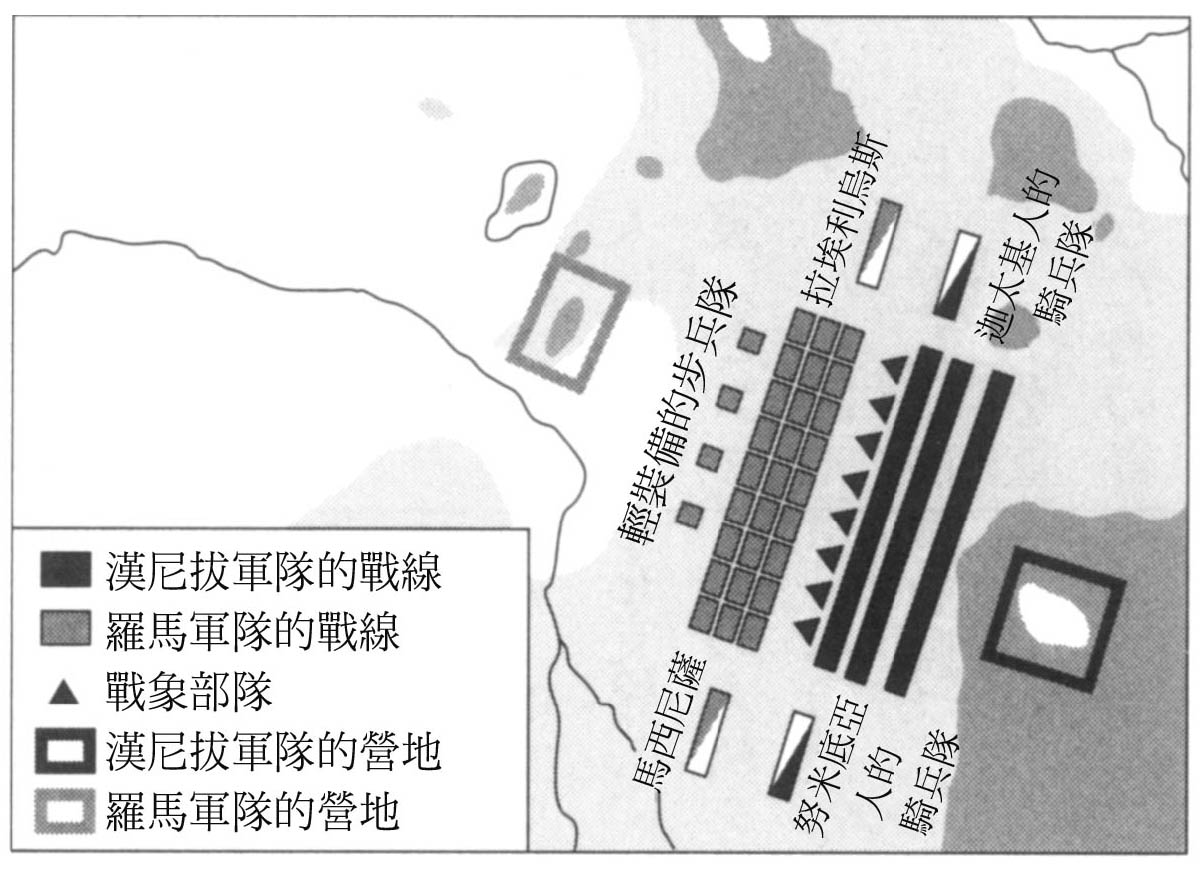 拉埃利烏斯
迦太基人的
騎兵隊
輕裝備的步兵隊
馬西尼薩
努米底亞
人的
騎兵隊
漢尼拔軍隊的戰線
羅馬軍隊的戰線
戰象部隊
漢尼拔軍隊的營地
羅馬軍隊的營地